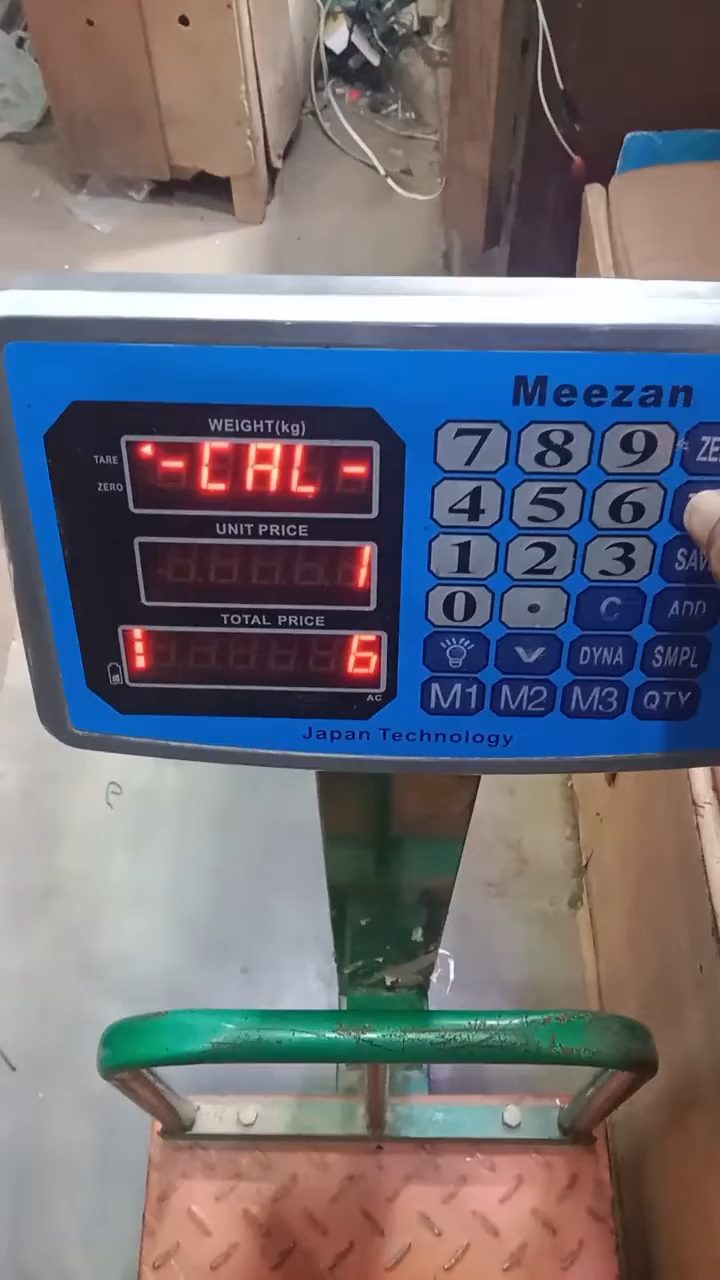 Meezan
WEIGHT(kg)
TARE
ZERO
-CAL-
UNIT PRICE
1
TOTAL PRICE
6
AC
7 8 9
4 5 6
1 2 3
0 . C ADD
DYNA SMPL
M1 M2 M3 QTY
Japan Technology